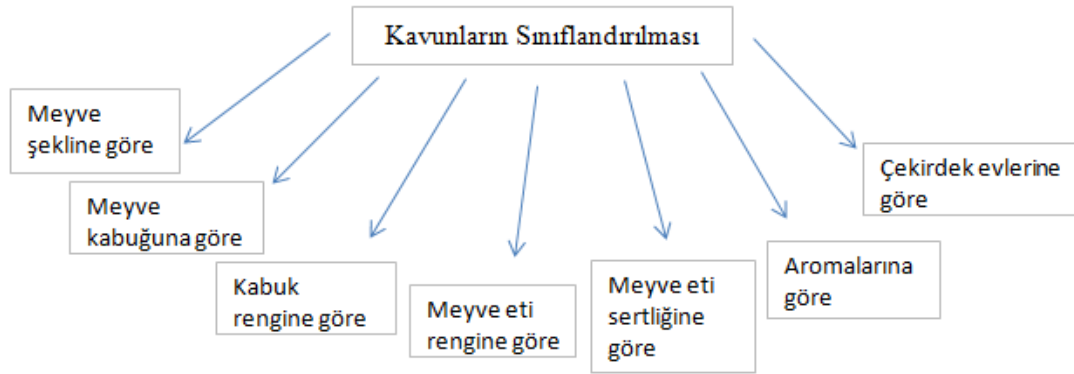 Kavunların Sınıflandırılması
Meyve
şekline göre
Meyve
kabuğuna göre
Kabuk
rengine göre
Meyve eti
rengine göre
Meyve eti
sertliğine
göre
Aromalarına
göre
Çekirdek evlerine
göre